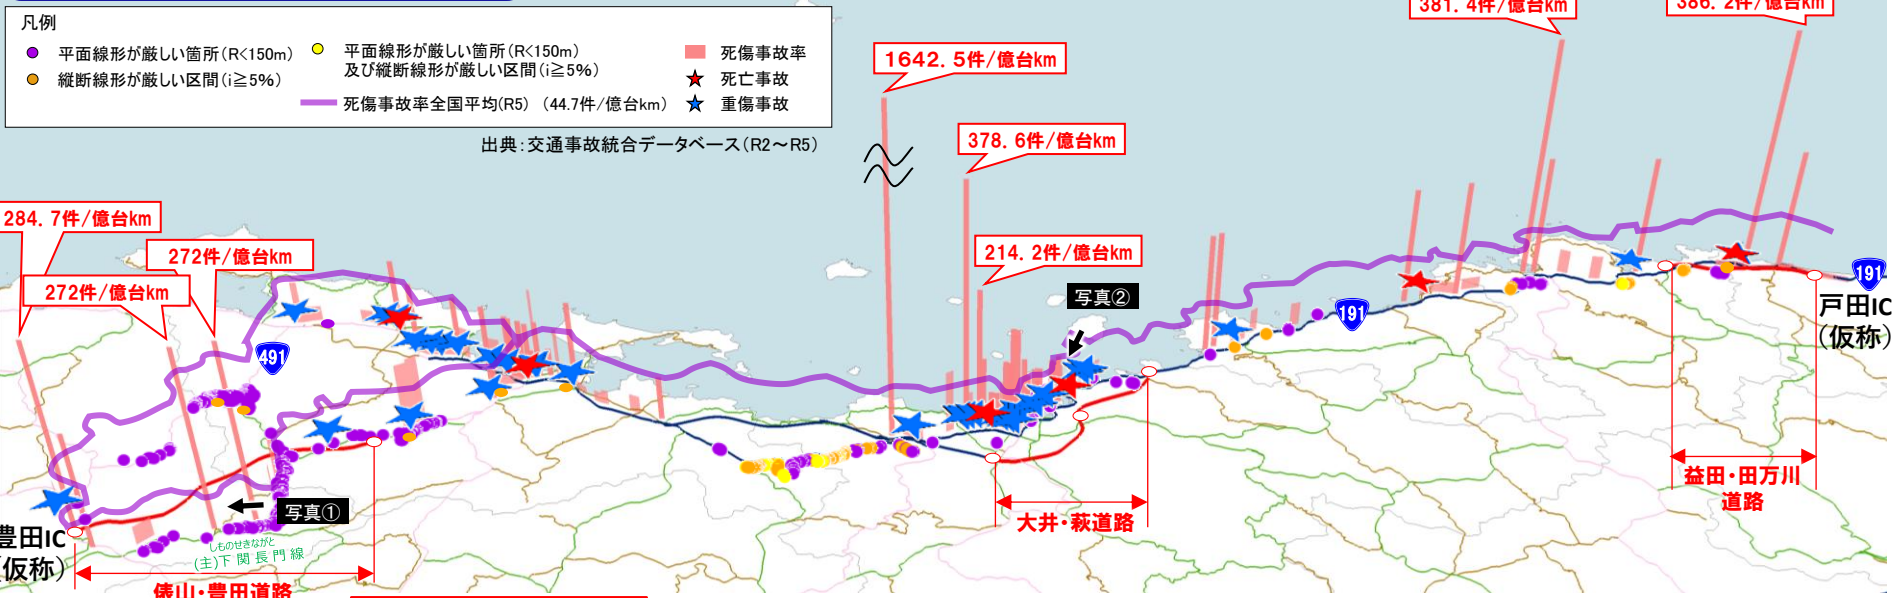 凡例
平面線形が厳しい箇所(R<150m)
縦断線形が厳しい区間(i≧5%)
平面線形が厳しい箇所(R<150m)
及び縦断線形が厳しい区間(i≧5%)
死傷事故率全国平均(R5) (44.7件/億台km)
死傷事故率
死亡事故
重傷事故
出典:交通事故統合データベース(R2～R5)
381.4件/億台km
386.2件/億台km
1642.5件/億台km
378.6件/億台km
284.7件/億台km
272件/億台km
272件/億台km
214.2件/億台km
写真②
191
191
戸田IC
(仮称)
491
写真①
豊田IC
(仮称)
しものせきながと
(主)下関長門線
俵山・豊田道路
大井・萩道路
益田・田万川
道路